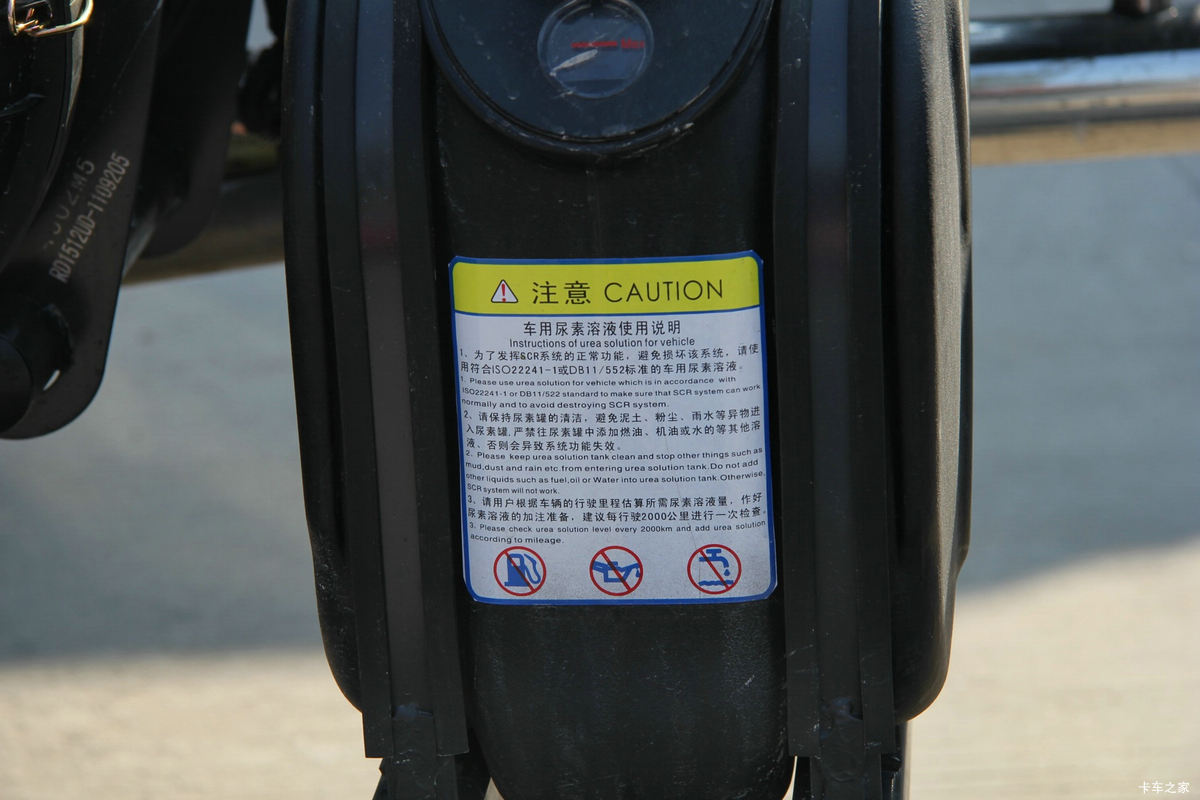 RD1512UD-1109205
注意 CAUTION
车用尿素溶液使用说明
Instructions of urea solution for vehicle
1、为了发挥SCR系统的正常功能，避免损坏该系统，请使
用符合ISO22241-1或DB11/552标准的车用尿素溶液。
1. Please use urea solution for vehicle which is in accordance with
ISO22241-1 or DB11/522 standard to make sure that SCR system can work
normally and to avoid destroying SCR system.
2、请保持尿素罐的清洁，避免泥土、粉尘、雨水等异物进
入尿素罐,严禁往尿素罐中添加燃油、机油或水的等其他溶
液、否则会导致系统功能失效。
2. Please keep urea solution tank clean and stop other things such as
mud,dust and rain etc.from entering urea solution tank.Do not add
other liquids such as fuel,oil or Water into urea solution tank.Otherwise,
SCR system will not work.
3、请用户根据车辆的行驶里程估算所需尿素溶液量，作好
尿素溶液的加注准备，建议每行驶2000公里进行一次检查。
3. Please check urea solution level every 2000km and add urea solution
according to mileage.
卡车之家